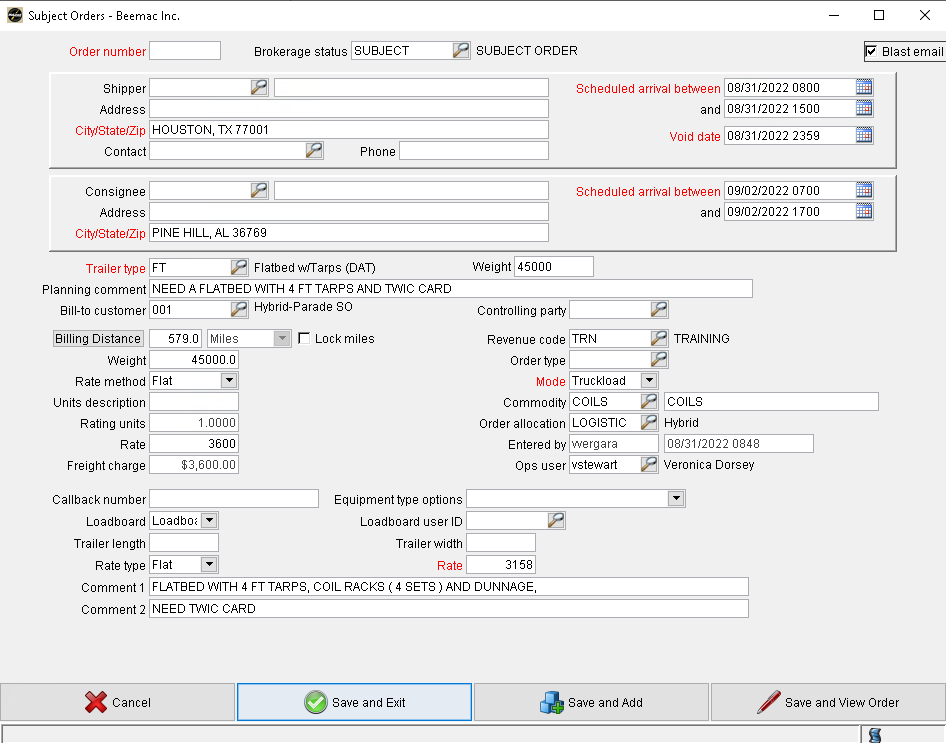 Subject Orders - Beemac Inc.
Order number Brokerage status SUBJECT SUBJECT ORDER Blast email
Shipper Scheduled arrival between 08/31/2022 0800
Address and 08/31/2022 1500
City/State/Zip HOUSTON, TX 77001 Void date 08/31/2022 2359
Contact Phone
Consignee Scheduled arrival between 09/02/2022 0700
Address and 09/02/2022 1700
City/State/Zip PINE HILL, AL 36769
Trailer type FT Flatbed w/Tarps (DAT) Weight 45000
Planning comment NEED A FLATBED WITH 4 FT TARPS AND TWIC CARD
Bill-to customer 001 Hybrid-Parade SO Controlling party
Billing Distance 579.0 Miles Lock miles Revenue code TRN TRAINING
Weight 45000.0 Order type
Rate method Flat Mode Truckload
Units description Commodity COILS COILS
Rating units 1.0000 Order allocation LOGISTIC Hybrid
Rate 3600 Entered by wergara 08/31/2022 0848
Freight charge $3,600.00 Ops user vstewart Veronica Dorsey
Callback number Equipment type options
Loadboard Loadboa Loadboard user ID
Trailer length Trailer width
Rate type Flat Rate 3158
Comment 1 FLATBED WITH 4 FT TARPS, COIL RACKS ( 4 SETS ) AND DUNNAGE,
Comment 2 NEED TWIC CARD
Cancel Save and Exit Save and Add Save and View Order